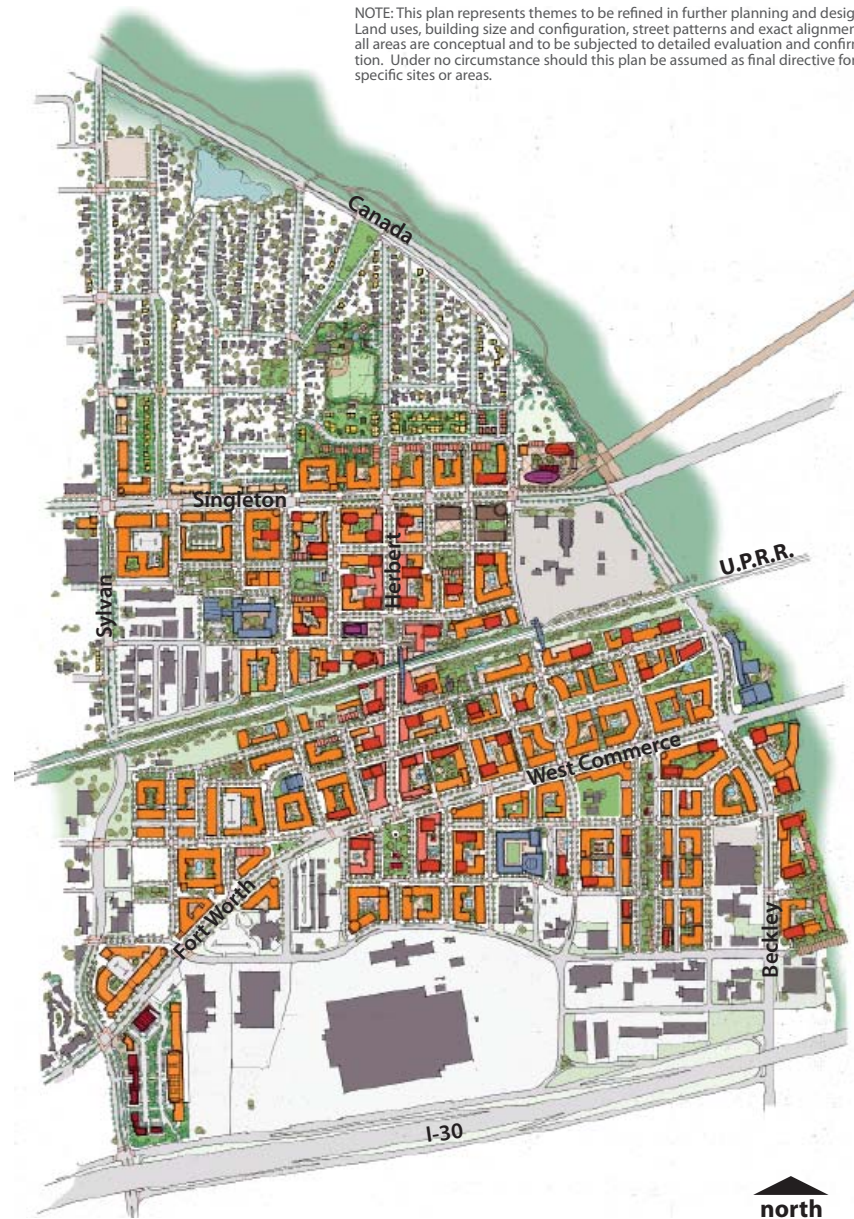 NOTE: This plan represents themes to be refined in further planning and desig
Land uses, building size and configuration, street patterns and exact alignmen
all areas are conceptual and to be subjected to detailed evaluation and confirm
tion. Under no circumstance should this plan be assumed as final directive for
specific sites or areas.
Canada
Singleton
Herbert
U.P.R.R.
Sylvan
West Commerce
Fort Worth
Beckley
I-30
north